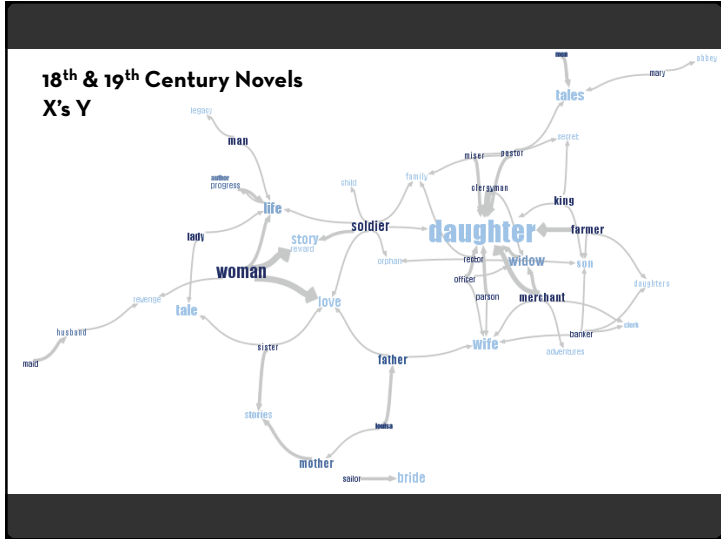 18th & 19th Century Novels
X's Y
abbey
mary
tales
legacy
man
secret
miser
pastor
family
author
progress
child
clergyman
king
life
soldier
daughter
farmer
lady
story
reward
orphan
rector
widow
son
woman
officer
daughters
revenge
love
parson
merchant
tale
clerk
husband
banker
sister
wife
adventures
maid
father
stories
louisa
mother
sailor
bride